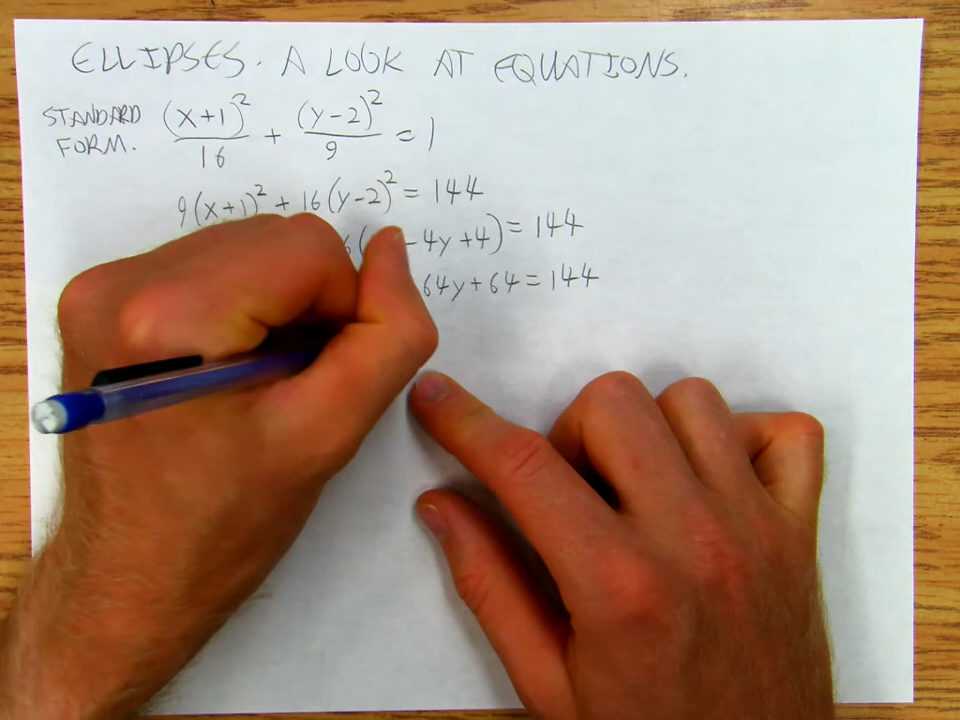 ELLIPSES. A LOOK AT EQUATIONS.
STANDARD FORM. (x+1)²/16 + (y-2)²/9 = 1
9(x+1)² + 16(y-2)² = 144
6( - 4y + 4) = 144
64y + 64 = 144